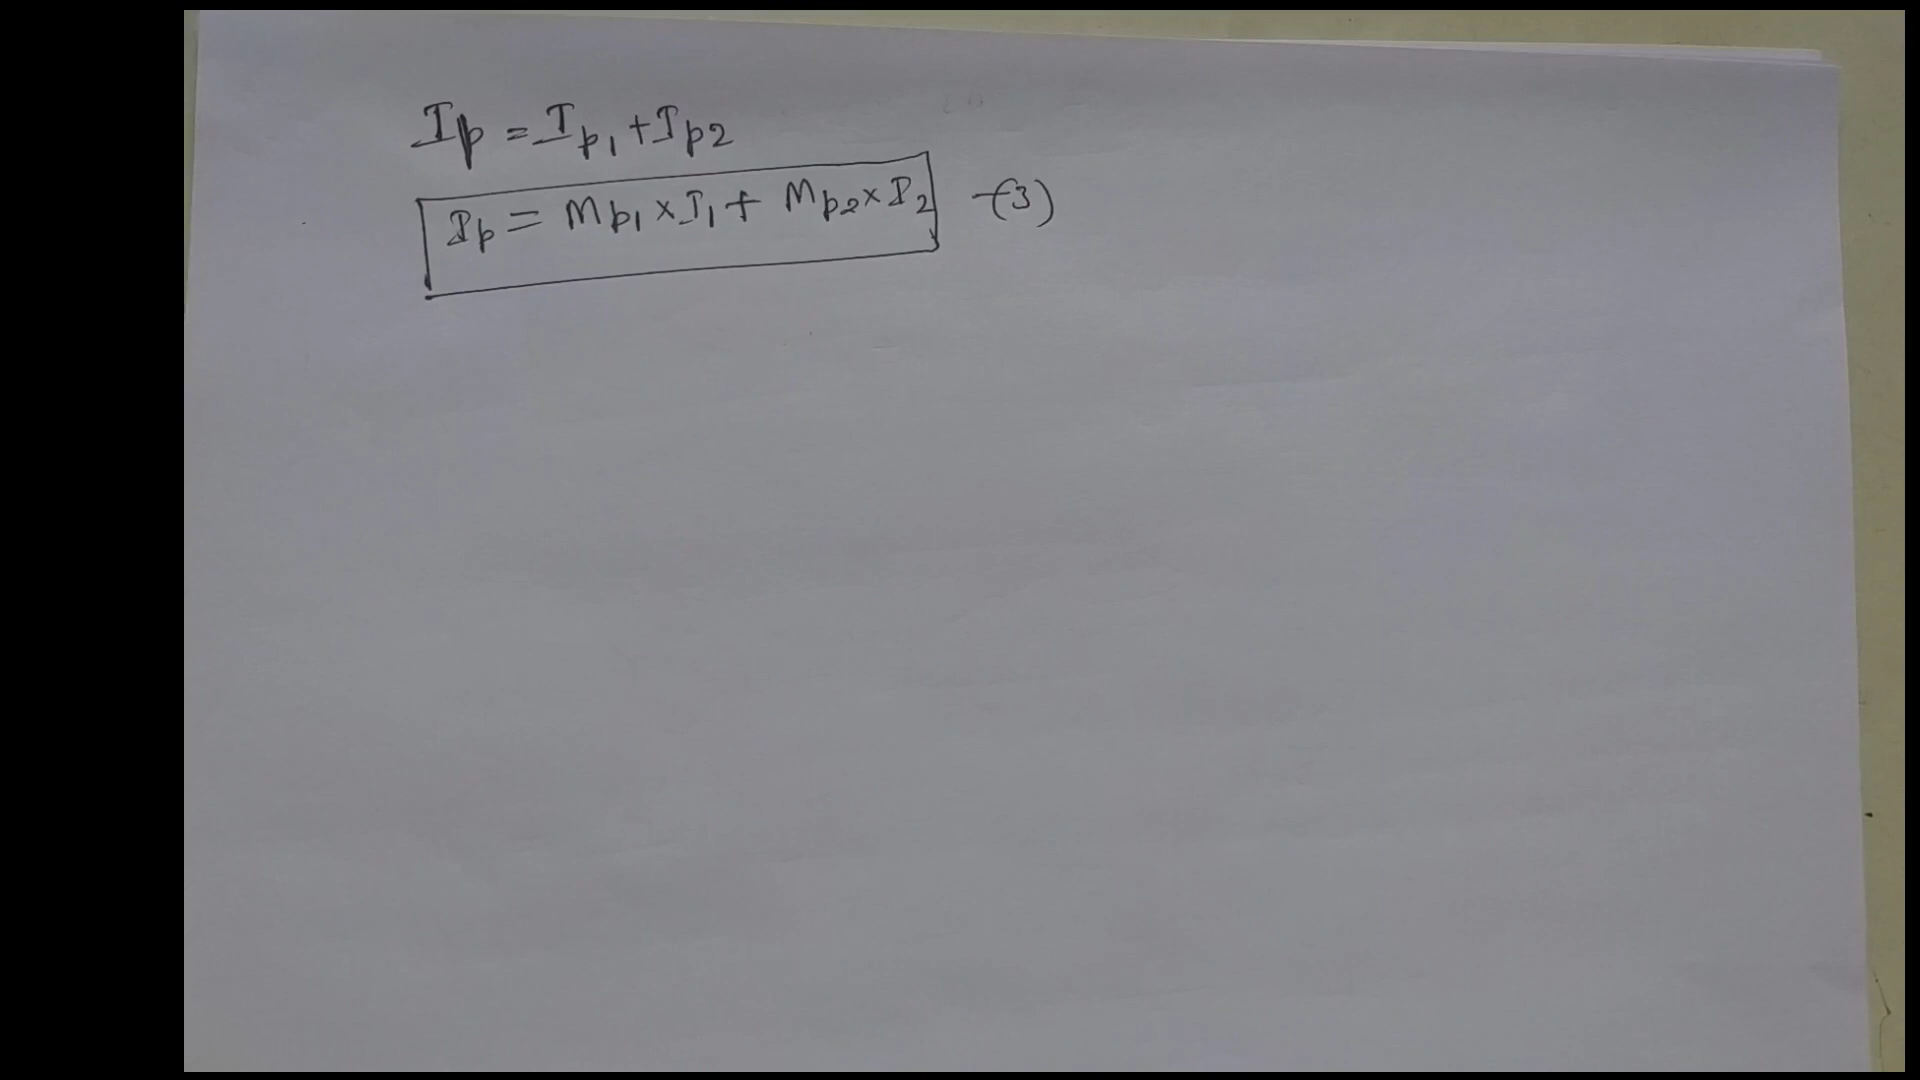 Ip = Ip1 + Ip2
Ip = Mp1 × I1 + Mp2 × I2 -(3)